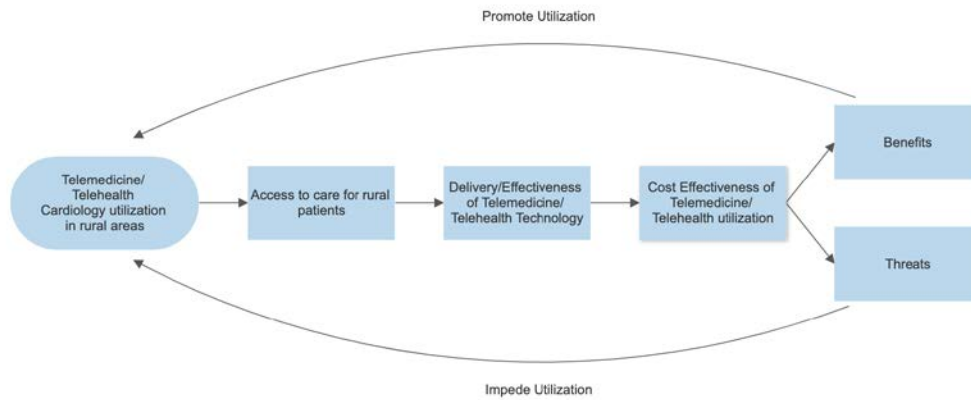 Promote Utilization
Benefits
Telemedicine/
Telehealth
Cardiology utilization
in rural areas
Access to care for rural
patients
Delivery/Effectiveness
of Telemedicine/
Telehealth Technology
Cost Effectiveness of
Telemedicine/
Telehealth utilization
Threats
Impede Utilization